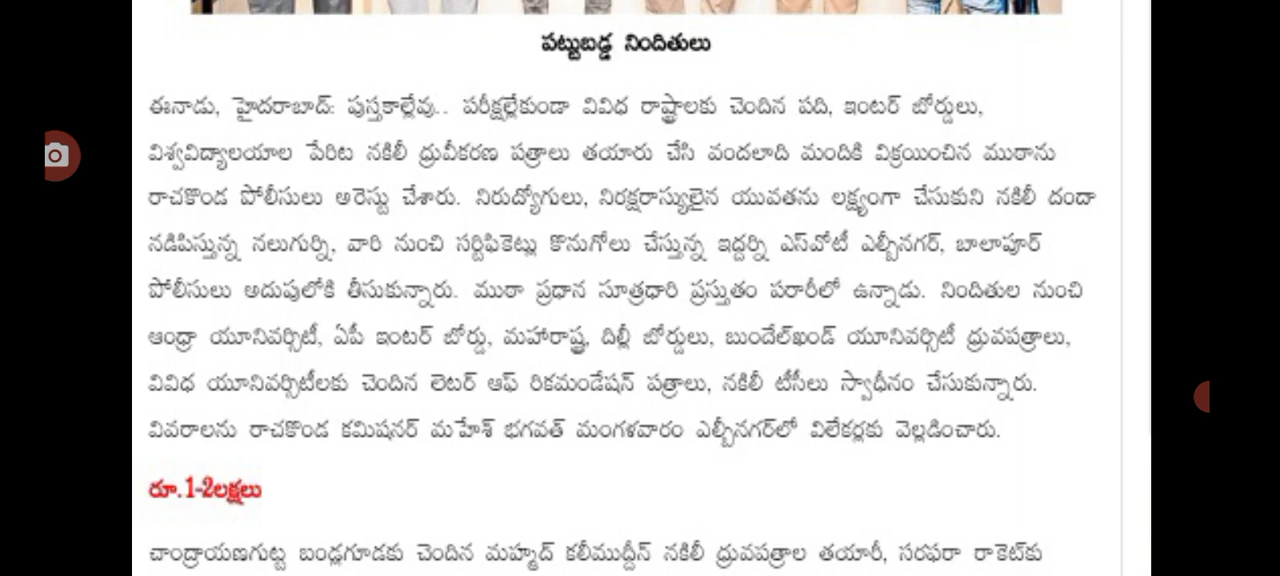 పట్టుబడ్డ నిందితులు
ఈనాడు, హైదరాబాద్: పుస్తకాల్లేవు.. పరీక్షల్లేకుండా వివిధ రాష్ట్రాలకు చెందిన పది, ఇంటర్ బోర్డులు,
విశ్వవిద్యాలయాల పేరిట నకిలీ ధ్రువీకరణ పత్రాలు తయారు చేసి వందలాది మందికి విక్రయించిన ముఠాను
రాచకొండ పోలీసులు అరెస్టు చేశారు. నిరుద్యోగులు, నిరక్షరాస్యులైన యువతను లక్ష్యంగా చేసుకుని నకిలీ దందా
నడిపిస్తున్న నలుగుర్ని, వారి నుంచి సర్టిఫికెట్లు కొనుగోలు చేస్తున్న ఇద్దర్ని ఎస్‌వోటీ ఎల్బీనగర్, బాలాపూర్
పోలీసులు అదుపులోకి తీసుకున్నారు. ముఠా ప్రధాన సూత్రధారి ప్రస్తుతం పరారీలో ఉన్నాడు. నిందితుల నుంచి
ఆంధ్రా యూనివర్సిటీ, ఏపీ ఇంటర్ బోర్డు, మహారాష్ట్ర, దిల్లీ బోర్డులు, బుందేల్‌ఖండ్ యూనివర్సిటీ ధ్రువపత్రాలు,
వివిధ యూనివర్సిటీలకు చెందిన లెటర్ ఆఫ్ రికమండేషన్ పత్రాలు, నకిలీ టీసీలు స్వాధీనం చేసుకున్నారు.
వివరాలను రాచకొండ కమిషనర్ మహేశ్ భగవత్ మంగళవారం ఎల్బీనగర్‌లో విలేకర్లకు వెల్లడించారు.
రూ.1-2లక్షలు
చాంద్రాయణగుట్ట బండ్లగూడకు చెందిన మహ్మద్ కలీముద్దీన్ నకిలీ ధ్రువపత్రాల తయారీ, సరఫరా రాకెట్‌కు